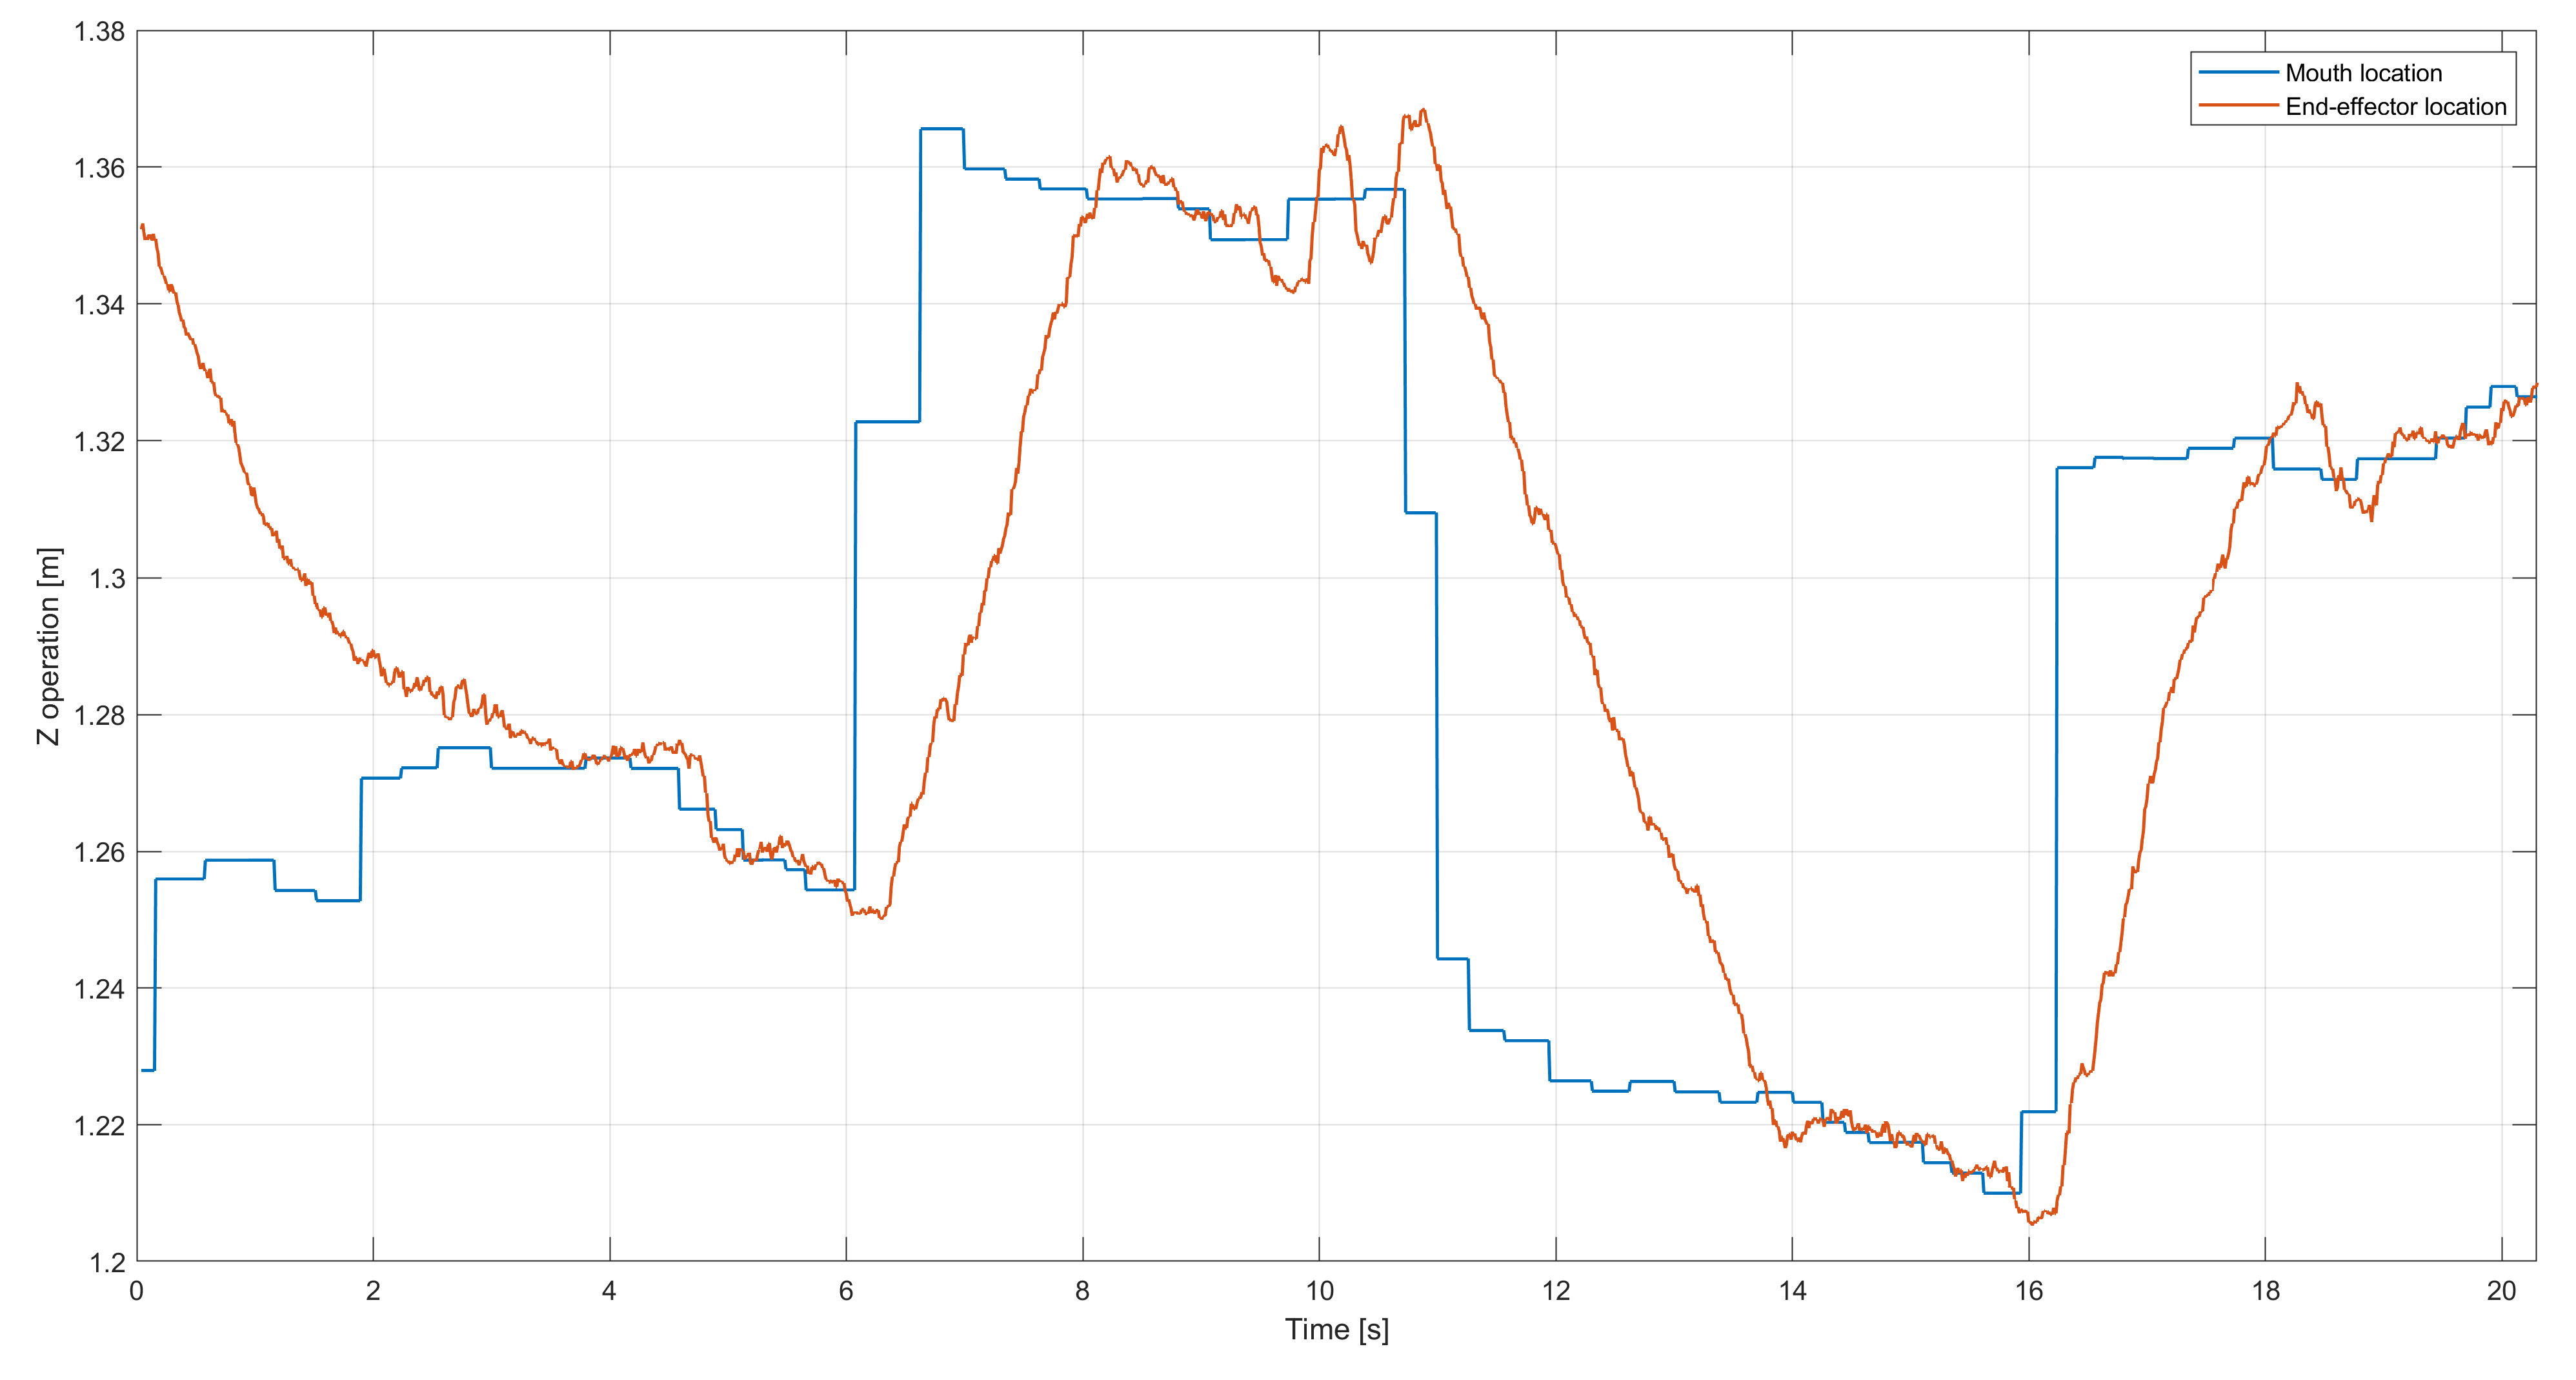 1.38
1.36
1.34
1.32
1.3
1.28
1.26
1.24
1.22
1.2
Z operation [m]
Mouth location
End-effector location
0 2 4 6 8 10 12 14 16 18 20
Time [s]